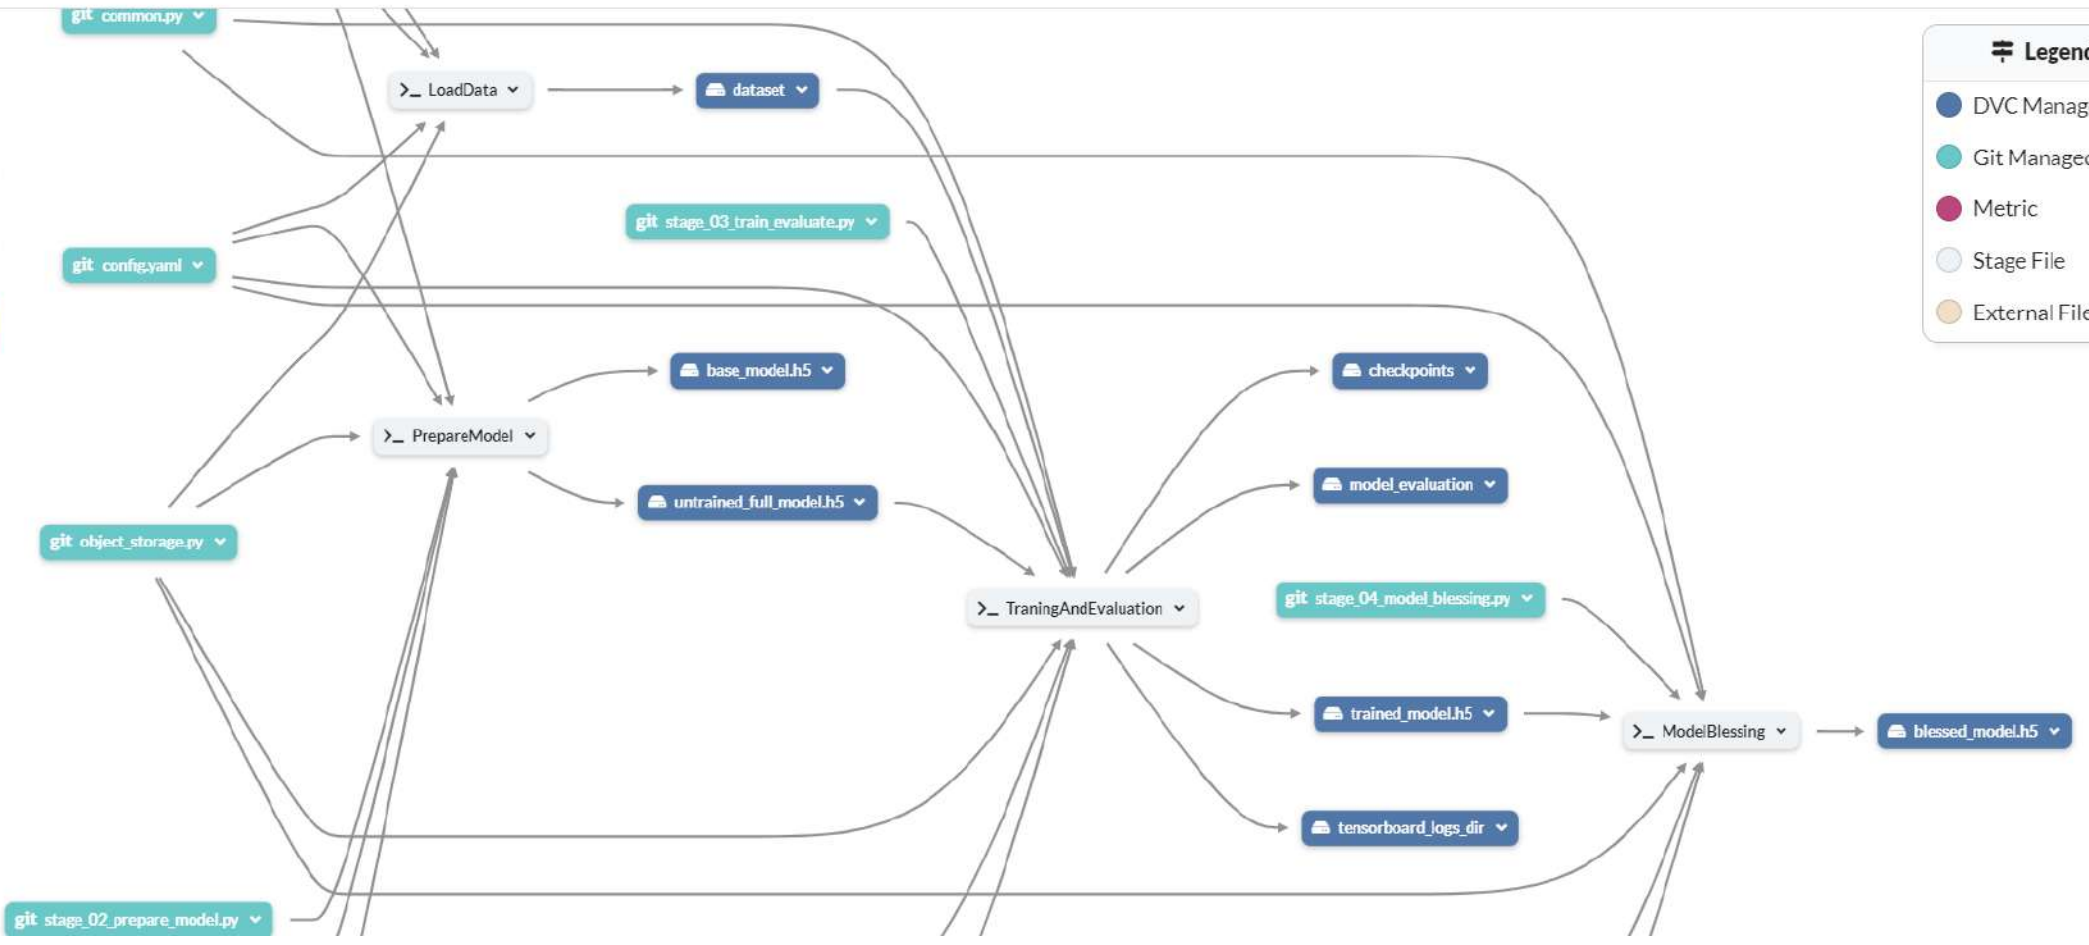 git common.py
>_ LoadData
dataset
git stage_03_train_evaluate.py
git config.yaml
base_model.h5
checkpoints
>_ PrepareModel
model_evaluation
untrained_full_model.h5
git object_storage.py
git stage_04_model_blessing.py
>_ TraningAndEvaluation
trained_model.h5
>_ ModelBlessing
blessed_model.h5
tensorboard_logs_dir
git stage_02_prepare_model.py
Legend
DVC Manag
Git Managed
Metric
Stage File
External File